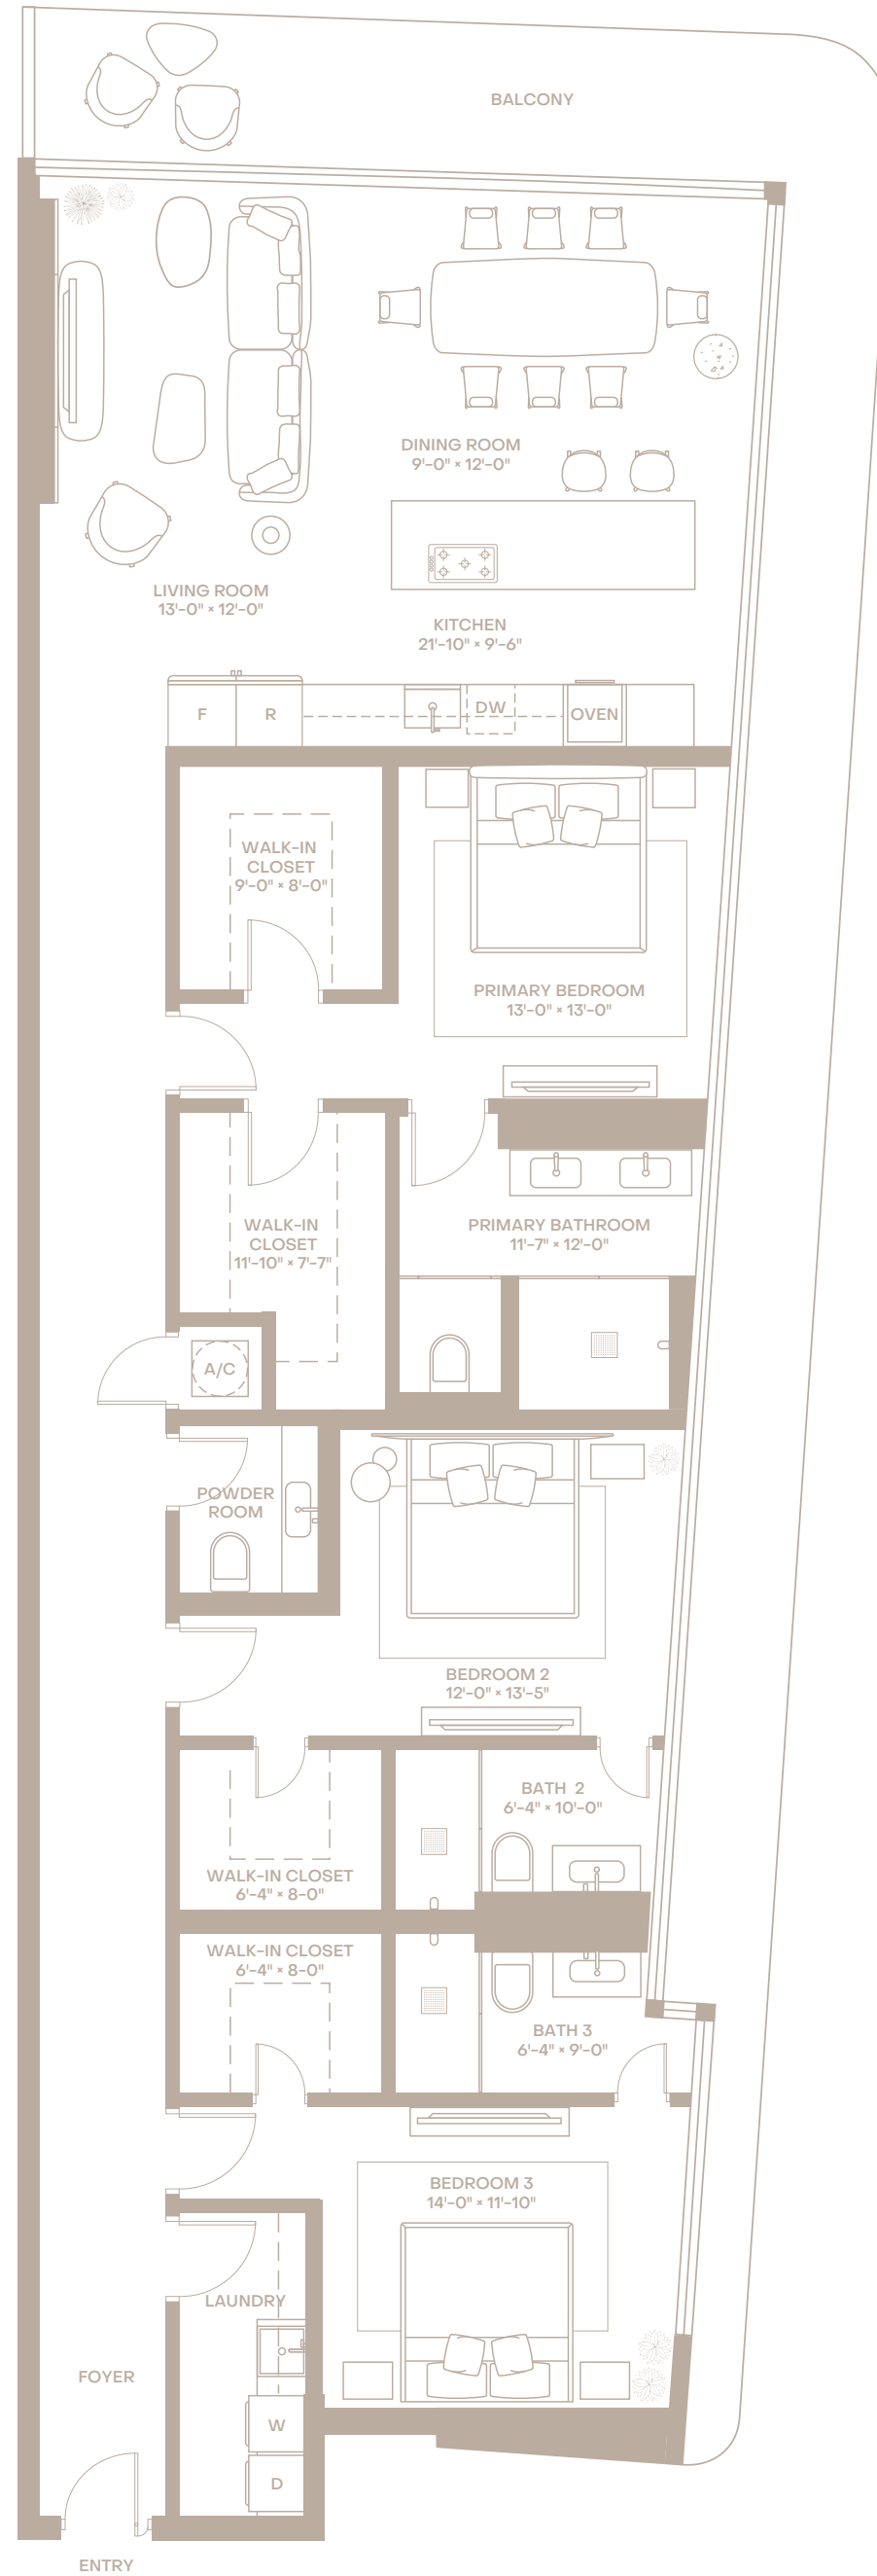 BALCONY
DINING ROOM
9'-0" × 12'-0"
LIVING ROOM
13'-0" × 12'-0"
KITCHEN
21'-10" × 9'-6"
F
R
DW
OVEN
WALK-IN
CLOSET
9'-0" × 8'-0"
PRIMARY BEDROOM
13'-0" × 13'-0"
WALK-IN
CLOSET
11'-10" × 7'-7"
PRIMARY BATHROOM
11'-7" × 12'-0"
A/C
POWDER
ROOM
BEDROOM 2
12'-0" × 13'-5"
BATH 2
6'-4" × 10'-0"
WALK-IN CLOSET
6'-4" × 8-0"
WALK-IN CLOSET
6'-4" × 8-0"
BATH 3
6'-4" × 9'-0"
BEDROOM 3
14'-0" × 11'-10"
LAUNDRY
FOYER
W
D
ENTRY